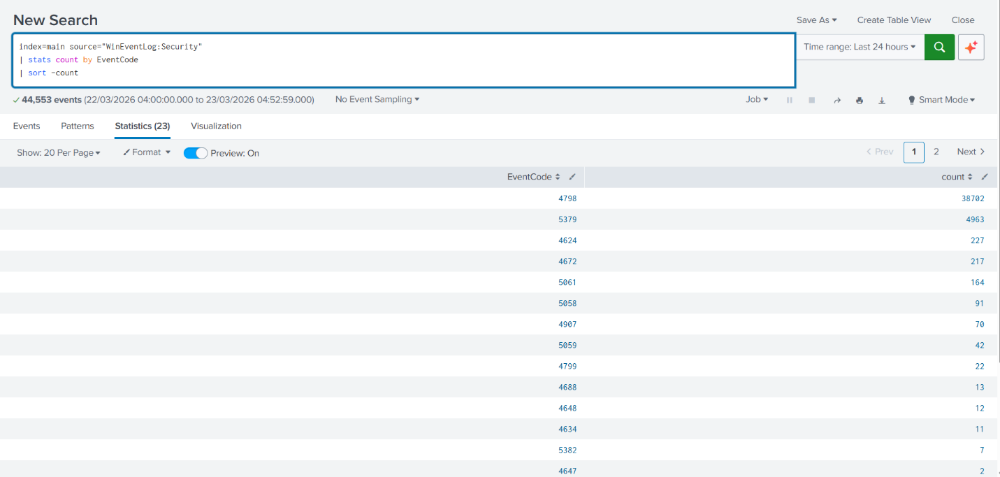 New Search
Save As
Create Table View
Close
index=main source="WinEventLog:Security"
| stats count by EventCode
| sort -count
Time range: Last 24 hours
44,553 events (22/03/2026 04:00:00.000 to 23/03/2026 04:52:59.000)
No Event Sampling
Job
Smart Mode
Events
Patterns
Statistics (23)
Visualization
Show: 20 Per Page
Format
Preview: On
Prev
1
2
Next
EventCode count
4798 38702
5379 4963
4624 227
4672 217
5061 164
5058 91
4907 70
5059 42
4799 22
4688 13
4648 12
4634 11
5382 7
4647 2